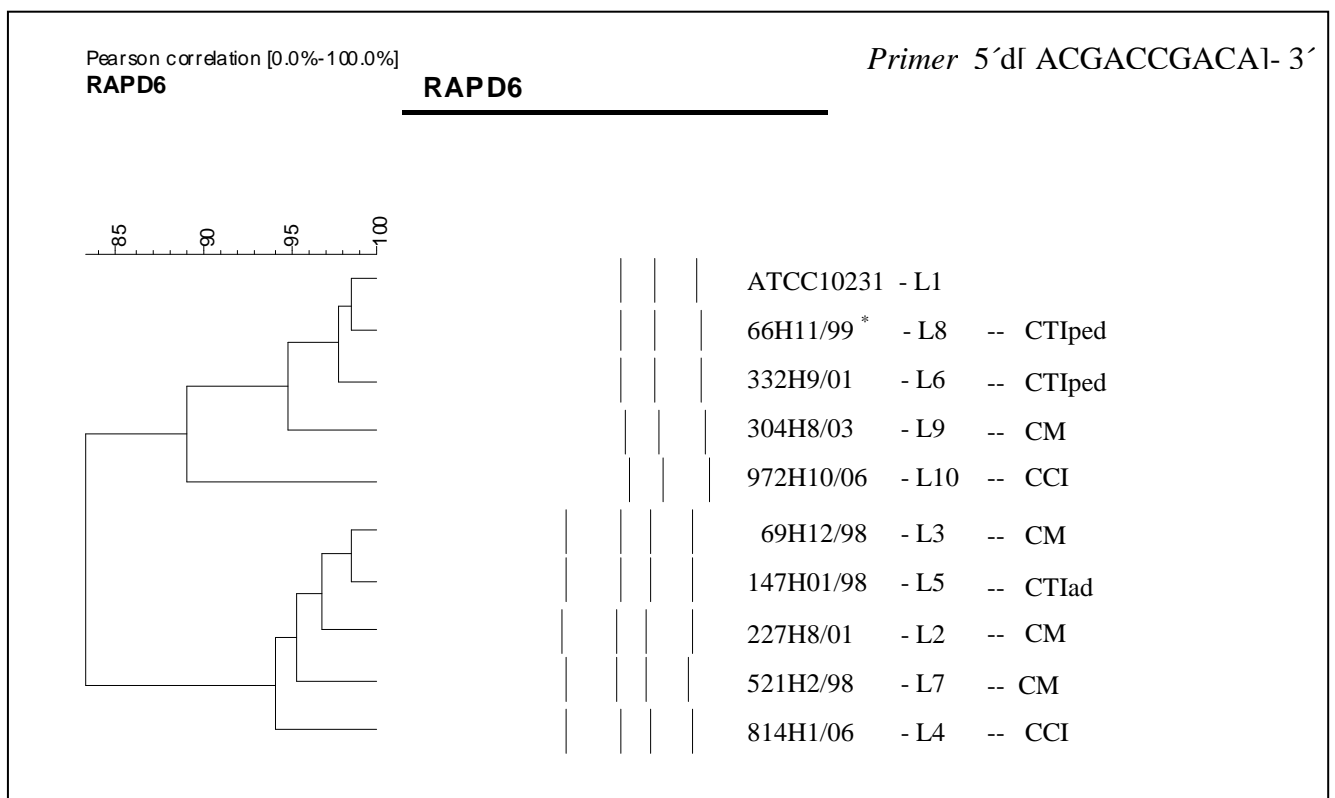 Pearson correlation [0.0%-100.0%]
RAPD6
RAPD6
Primer 5´d[ ACGACCGACA]- 3´
85 90 95 100
ATCC10231 - L1
66H11/99 * - L8 -- CTIped
332H9/01 - L6 -- CTIped
304H8/03 - L9 -- CM
972H10/06 - L10 -- CCI
69H12/98 - L3 -- CM
147H01/98 - L5 -- CTIad
227H8/01 - L2 -- CM
521H2/98 - L7 -- CM
814H1/06 - L4 -- CCI